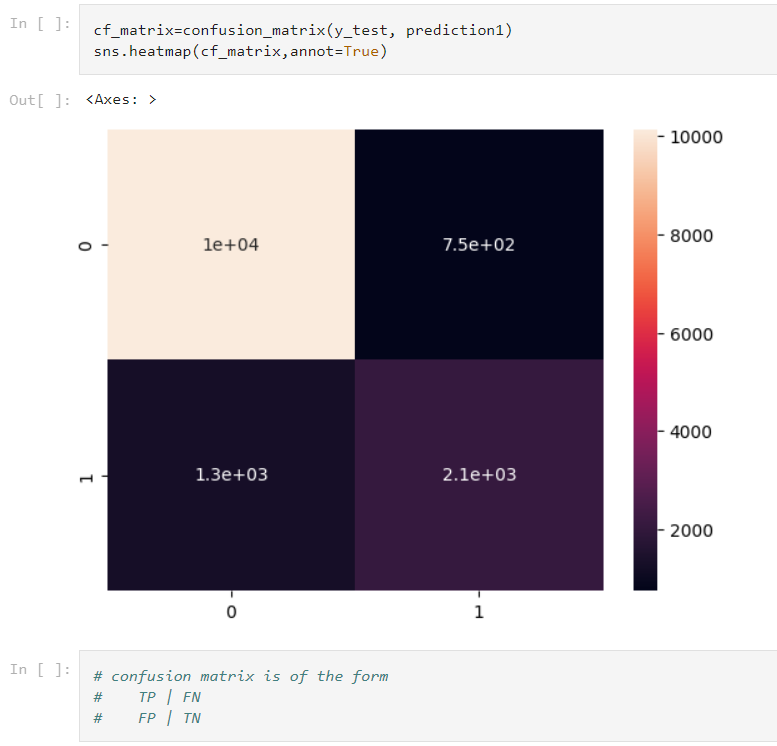 In [ ]:
cf_matrix=confusion_matrix(y_test, prediction1)
sns.heatmap(cf_matrix,annot=True)
Out[ ]: <Axes: >
10000
0 1e+04 7.5e+02
8000
6000
4000
1 1.3e+03 2.1e+03
2000
0 1
In [ ]:
# confusion matrix is of the form
#    TP | FN
#    FP | TN